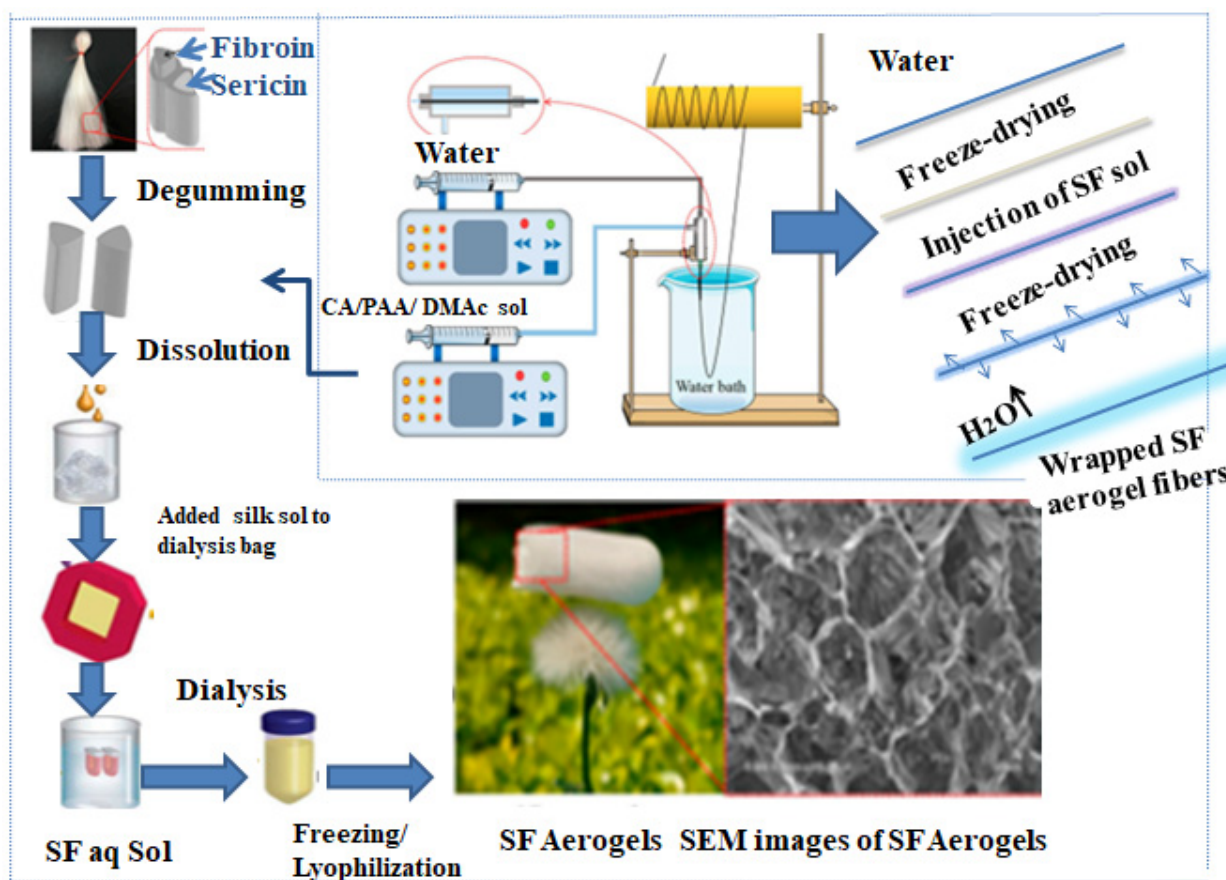 Fibroin
Sericin
Degumming
Dissolution
Added silk sol to
dialysis bag
Dialysis
SF aq Sol
Freezing/
Lyophilization
Water
CA/PAA/ DMAc sol
Water bath
Water
Freeze-drying
Injection of SF sol
Freeze-drying
H2O
Wrapped SF
aerogel fibers
SF Aerogels
SEM images of SF Aerogels